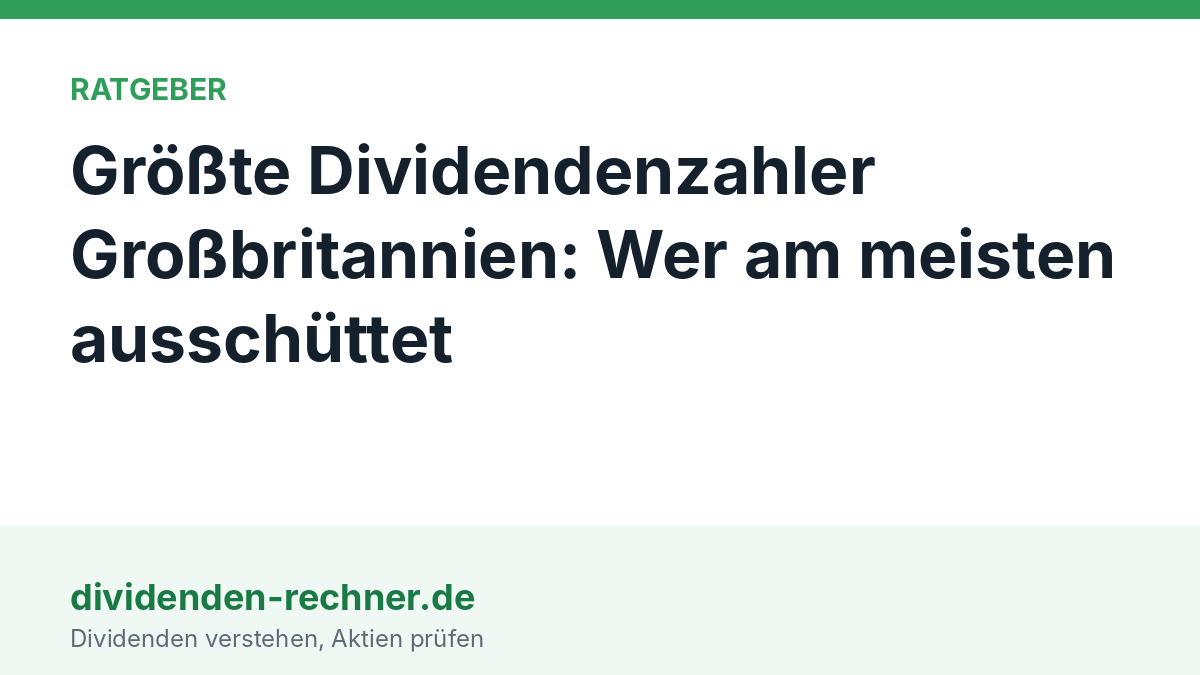 RATGEBER
Größte Dividendenzahler
Großbritannien: Wer am meisten
ausschüttet
dividenden-rechner.de
Dividenden verstehen, Aktien prüfen